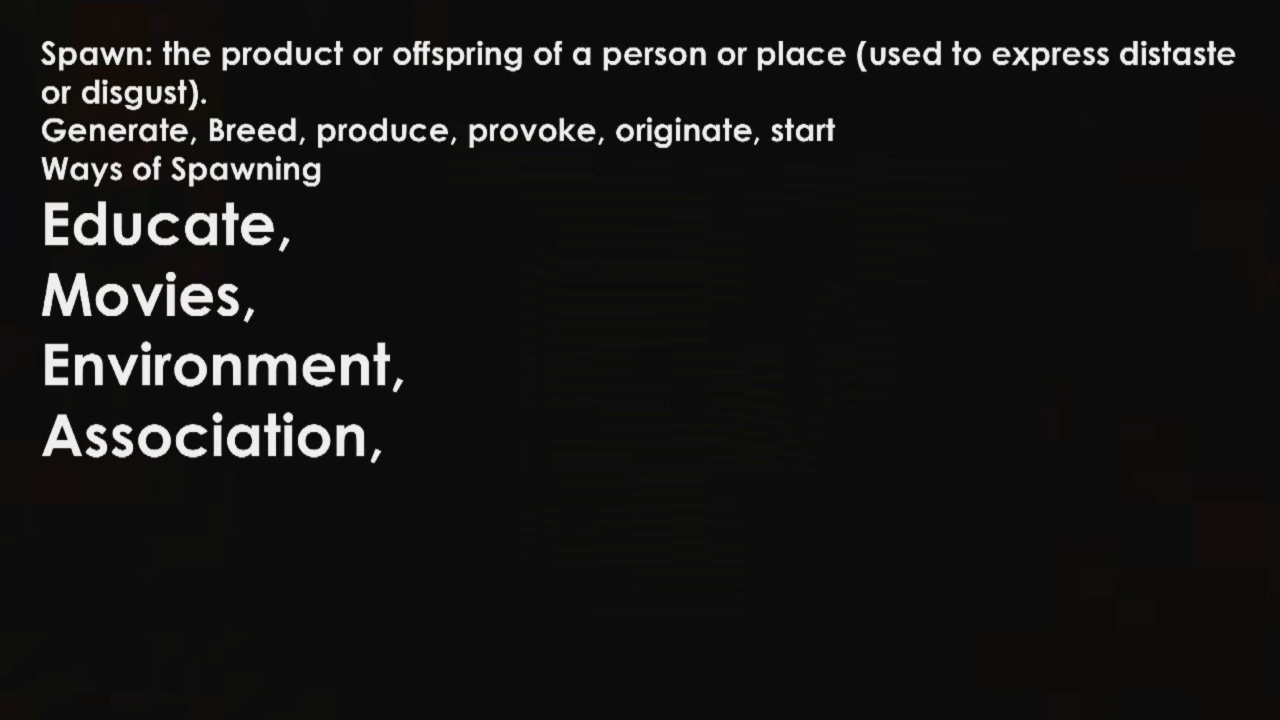 Spawn: the product or offspring of a person or place (used to express distaste
or disgust).
Generate, Breed, produce, provoke, originate, start
Ways of Spawning
Educate,
Movies,
Environment,
Association,